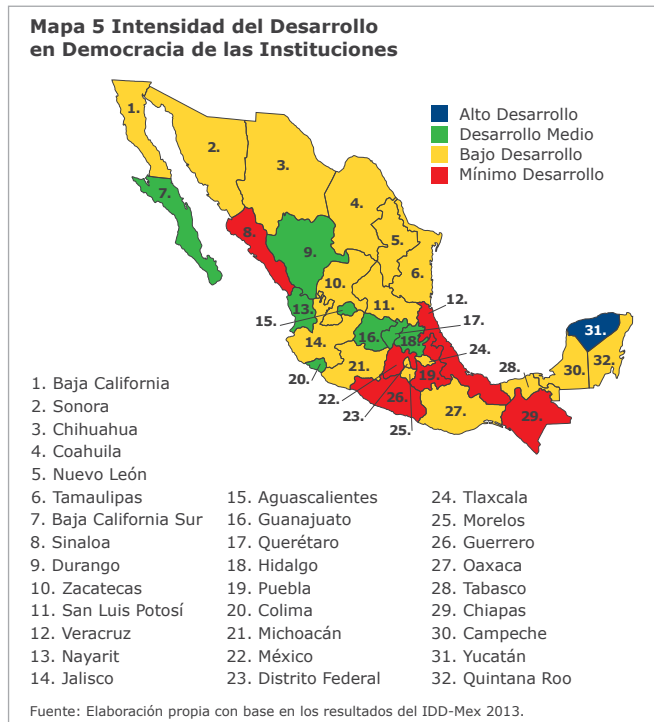 Mapa 5 Intensidad del Desarrollo
en Democracia de las Instituciones
Alto Desarrollo
Desarrollo Medio
Bajo Desarrollo
Mínimo Desarrollo
1.
2.
3.
4.
5.
6.
7.
8.
9.
10.
11.
12.
13.
14.
15.
16.
17.
18.
19.
20.
21.
22.
23.
24.
25.
26.
27.
28.
29.
30.
31.
32.
1. Baja California
2. Sonora
3. Chihuahua
4. Coahuila
5. Nuevo León
6. Tamaulipas
7. Baja California Sur
8. Sinaloa
9. Durango
10. Zacatecas
11. San Luis Potosí
12. Veracruz
13. Nayarit
14. Jalisco
15. Aguascalientes
16. Guanajuato
17. Querétaro
18. Hidalgo
19. Puebla
20. Colima
21. Michoacán
22. México
23. Distrito Federal
24. Tlaxcala
25. Morelos
26. Guerrero
27. Oaxaca
28. Tabasco
29. Chiapas
30. Campeche
31. Yucatán
32. Quintana Roo
Fuente: Elaboración propia con base en los resultados del IDD-Mex 2013.